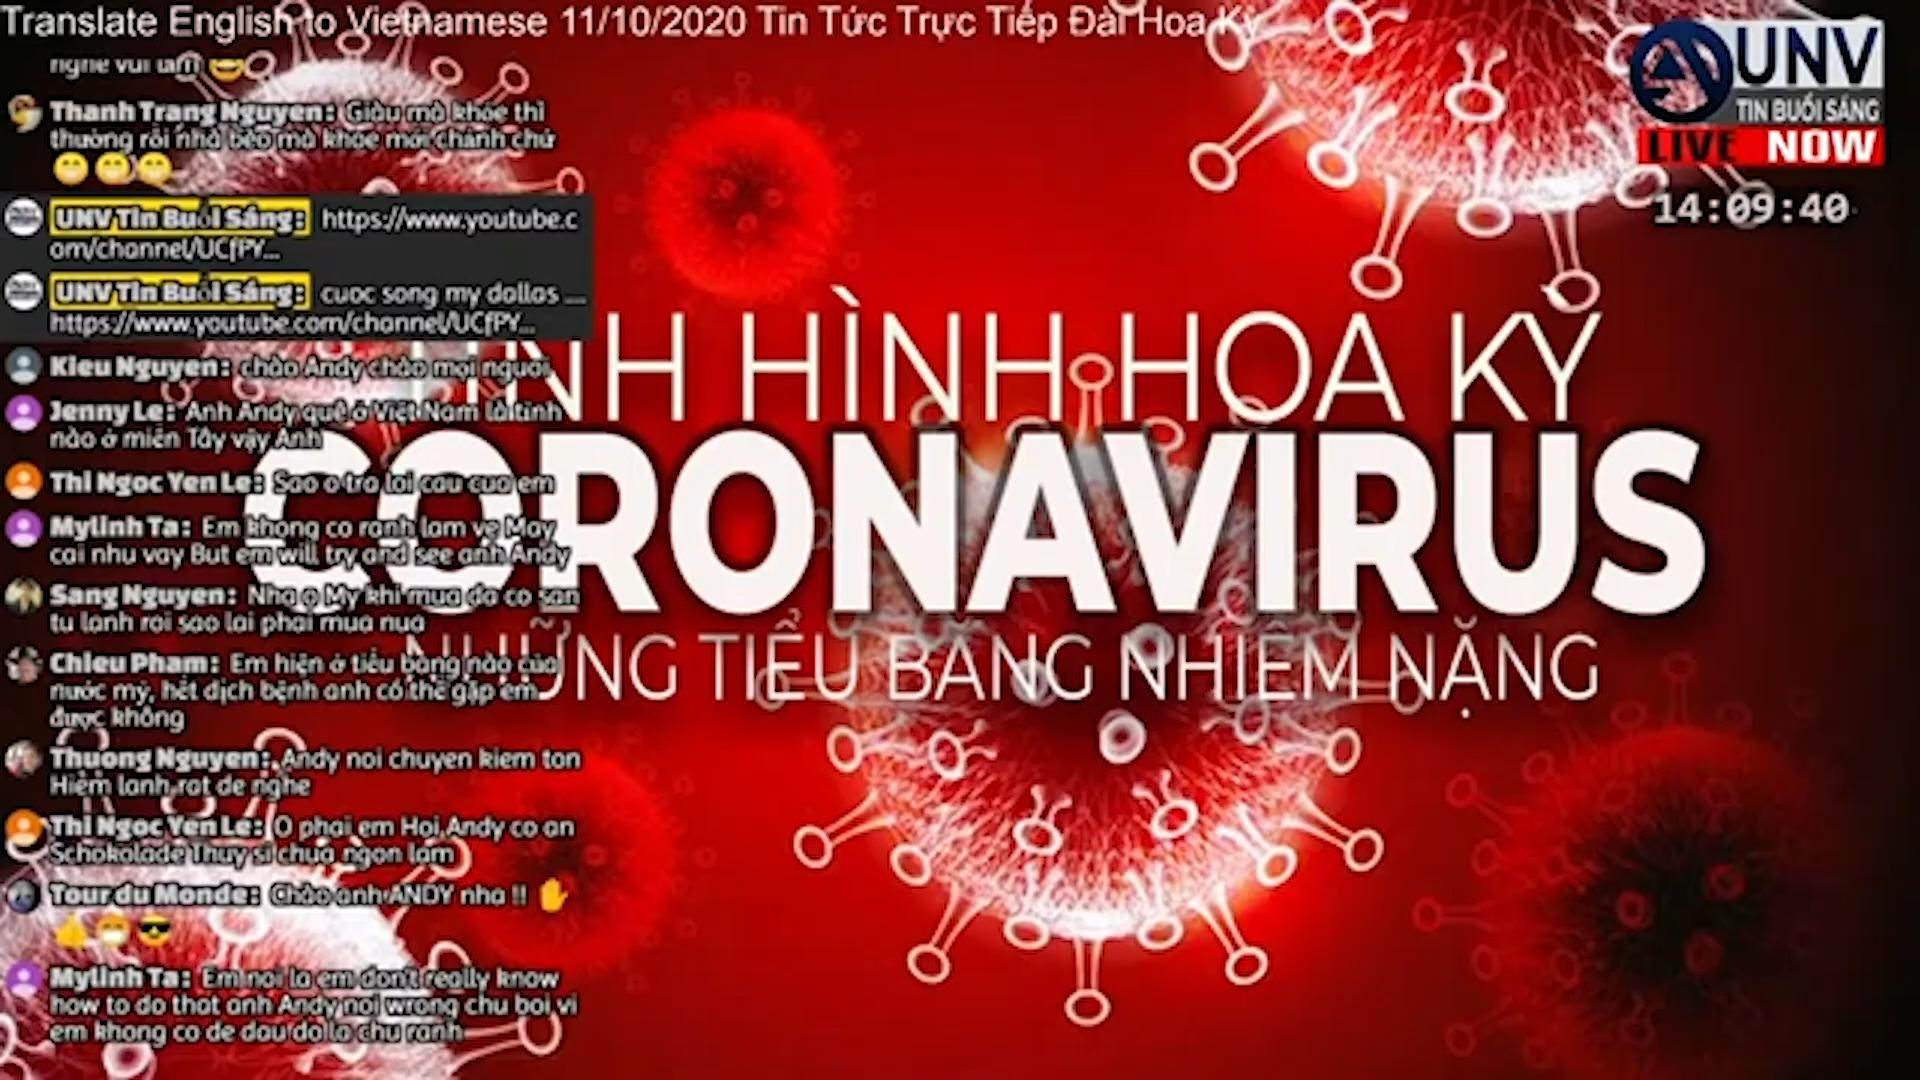 Translate English to Vietnamese 11/10/2020 Tin Tức Trực Tiếp Đài Hoa Kỳ
nghe vui lam
Thanh Trang Nguyen: Giàu mà khỏe thì
thường rồi nhà bèo mà khỏe mới chảnh chứ
UNV Tin Buổi Sáng: https://www.youtube.c
om/channel/UCfPY...
UNV Tin Buổi Sáng: cuoc song my dallas ....
https://www.youtube.com/channel/UCfPY...
Kieu Nguyen: chào Andy chào mọi người
Jenny Le: Anh Andy quê ở Việt Nam là tỉnh
nào ở miền Tây vậy Anh
Thi Ngoc Yen Le: Sao o tra loi cau cua em
Mylinh Ta: Em khong co ranh lam ve May
cai nhu vay But em will try and see anh Andy
Sang Nguyen: Nha o My khi mua da co san
tu lanh roi sao lai phai mua nua
Chieu Pham: Em hiện ở tiểu bang nào của
nước mỹ, hết dịch bệnh anh có thể gặp em
được không
Thuong Nguyen: Andy noi chuyen kiem ton
Hiêm lanh rat de nghe
Thi Ngoc Yen Le: O phai em Hoi Andy co an
Schokolade Thuy si chua ngon lam
Tour du Monde: Chào anh ANDY nha !!
Mylinh Ta: Em noi la em don't really know
how to do that anh Andy noi wrong chu boi vi
em khong co de dau do la chu ranh
UNV
TIN BUỔI SÁNG
LIVE NOW
14:09:40
TÌNH HÌNH HOA KỲ
CORONAVIRUS
NHỮNG TIỂU BANG NHIỄM NẶNG